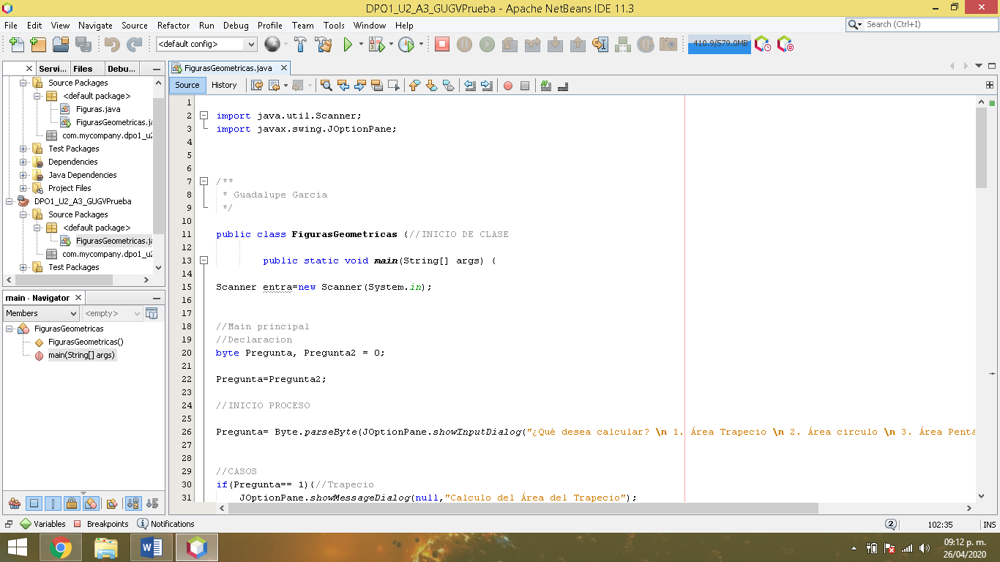 DPO1_U2_A3_GUGVPrueba - Apache NetBeans IDE 11.3
File Edit View Navigate Source Refactor Run Debug Profile Team Tools Window Help
Search (Ctrl+I)
<default config>
410.9/579.0MB
Servi... Files Debu...
Source Packages
<default package>
Figuras.java
FigurasGeometricas.ja
com.mycompany.dpo1_u2
Test Packages
Dependencies
Java Dependencies
Project Files
DPO1_U2_A3_GUGVPrueba
Source Packages
<default package>
FigurasGeometricas.ja
com.mycompany.dpo1_u2
Test Packages
main - Navigator
Members
<empty>
FigurasGeometricas
FigurasGeometricas()
main(String[] args)
FigurasGeometricas.java
Source History
1
2 import java.util.Scanner;
3 import javax.swing.JOptionPane;
4
5
6
7 /**
8 * Guadalupe Garcia
9 */
10
11 public class FigurasGeometricas {//INICIO DE CLASE
12
13 public static void main(String[] args) {
14
15 Scanner entra=new Scanner(System.in);
16
17
18 //Main principal
19 //Declaracion
20 byte Pregunta, Pregunta2 = 0;
21
22 Pregunta=Pregunta2;
23
24 //INICIO PROCESO
25
26 Pregunta= Byte.parseByte(JOptionPane.showInputDialog("¿Qué desea calcular? \n 1. Área Trapecio \n 2. Área circulo \n 3. Área Pentá
27
28
29 //CASOS
30 if(Pregunta== 1){//Trapecio
31 JOptionPane.showMessageDialog(null,"Calculo del Área del Trapecio");
Variables Breakpoints Notifications
2
102:35
INS
09:12 p. m.
26/04/2020